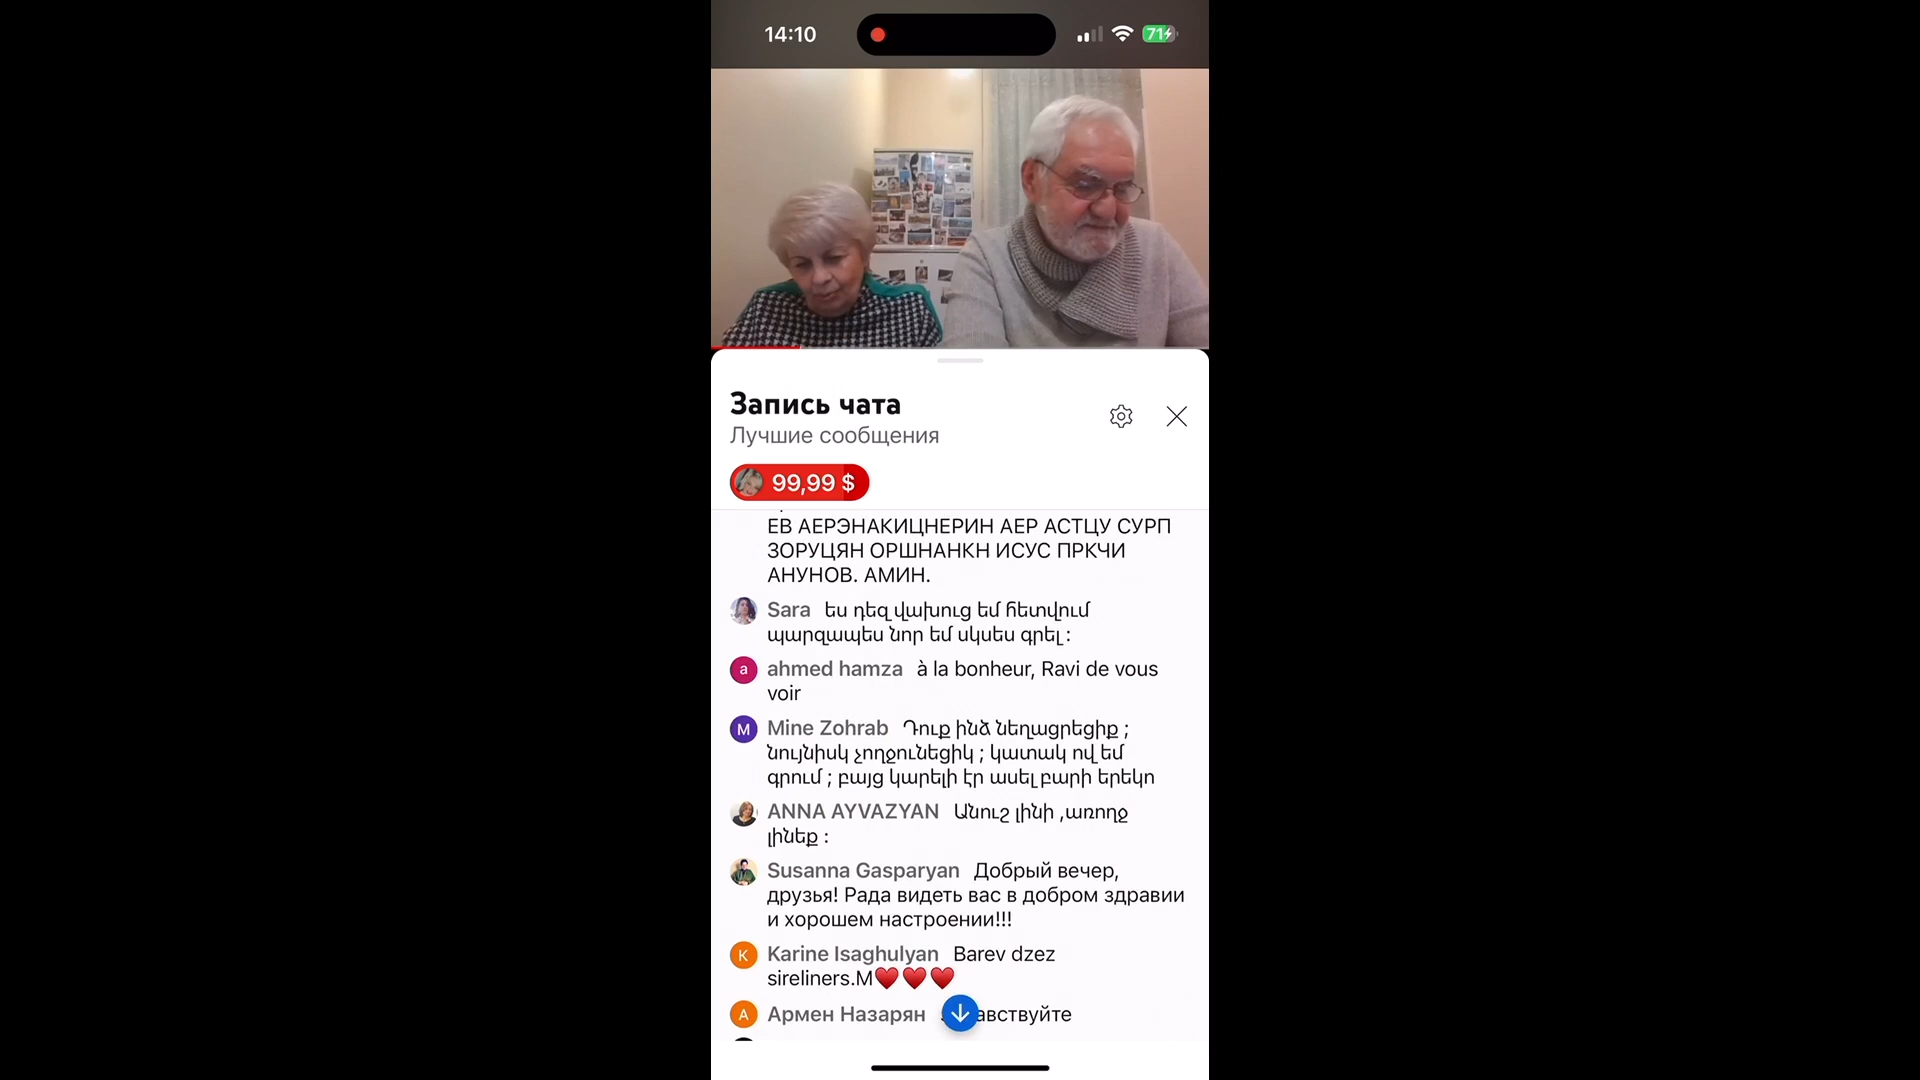 14:10
71
Запись чата
Лучшие сообщения
99,99 $
ЕВ АЕРЭНАКИЦНЕРИН АЕР АСТЦУ СУРП
ЗОРУЦЯН ОРШНАНКН ИСУС ПРКЧИ
АНУНОВ. АМИН.
Sara ես դեզ վախուց եմ հետվում
պարզապես նոր եմ սկսես գրել :
a ahmed hamza à la bonheur, Ravi de vous
voir
M Mine Zohrab Դուք ինձ նեղացրեցիք ;
նույնիսկ չողջունեցիկ ; կատակ ով եմ
գրում ; բայց կարելի էր ասել բարի երեկո
ANNA AYVAZYAN Անուշ լինի ,առողջ
լինեք :
Susanna Gasparyan Добрый вечер,
друзья! Рада видеть вас в добром здравии
и хорошем настроении!!!
K Karine Isaghulyan Barev dzez
sireliners.M♥️♥️♥️
А Армен Назарян